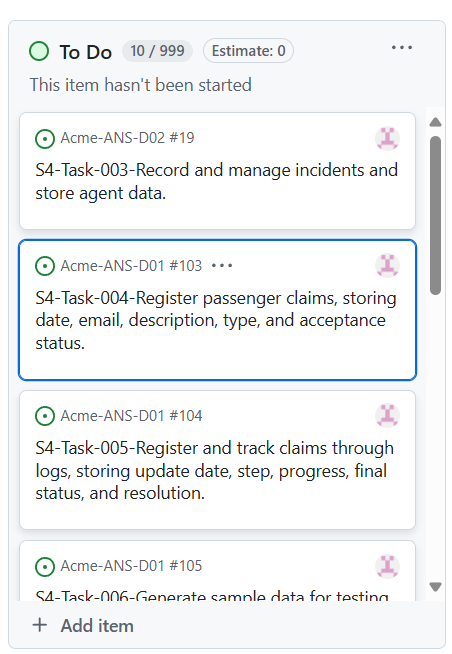 To Do 10 / 999 Estimate: 0 ...
This item hasn't been started
Acme-ANS-D02 #19
S4-Task-003-Record and manage incidents and
store agent data.
Acme-ANS-D01 #103 ...
S4-Task-004-Register passenger claims, storing
date, email, description, type, and acceptance
status.
Acme-ANS-D01 #104
S4-Task-005-Register and track claims through
logs, storing update date, step, progress, final
status, and resolution.
Acme-ANS-D01 #105
S4-Task-006-Generate sample data for testing
+ Add item